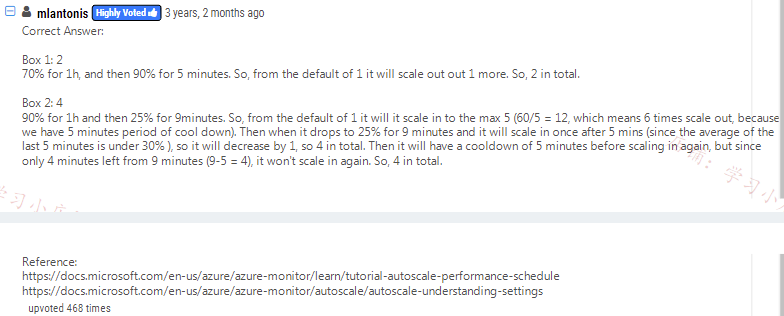 mlantonis Highly Voted 3 years, 2 months ago
Correct Answer:
Box 1: 2
70% for 1h, and then 90% for 5 minutes. So, from the default of 1 it will scale out out 1 more. So, 2 in total.
Box 2: 4
90% for 1h and then 25% for 9minutes. So, from the default of 1 it will it scale in to the max 5 (60/5 = 12, which means 6 times scale out, because
we have 5 minutes period of cool down). Then when it drops to 25% for 9 minutes and it will scale in once after 5 mins (since the average of the
last 5 minutes is under 30% ), so it will decrease by 1, so 4 in total. Then it will have a cooldown of 5 minutes before scaling in again, but since
only 4 minutes left from 9 minutes (9-5 = 4), it won't scale in again. So, 4 in total.
学习小
学习小
Reference:
https://docs.microsoft.com/en-us/azure/azure-monitor/learn/tutorial-autoscale-performance-schedule
https://docs.microsoft.com/en-us/azure/azure-monitor/autoscale/autoscale-understanding-settings
upvoted 468 times